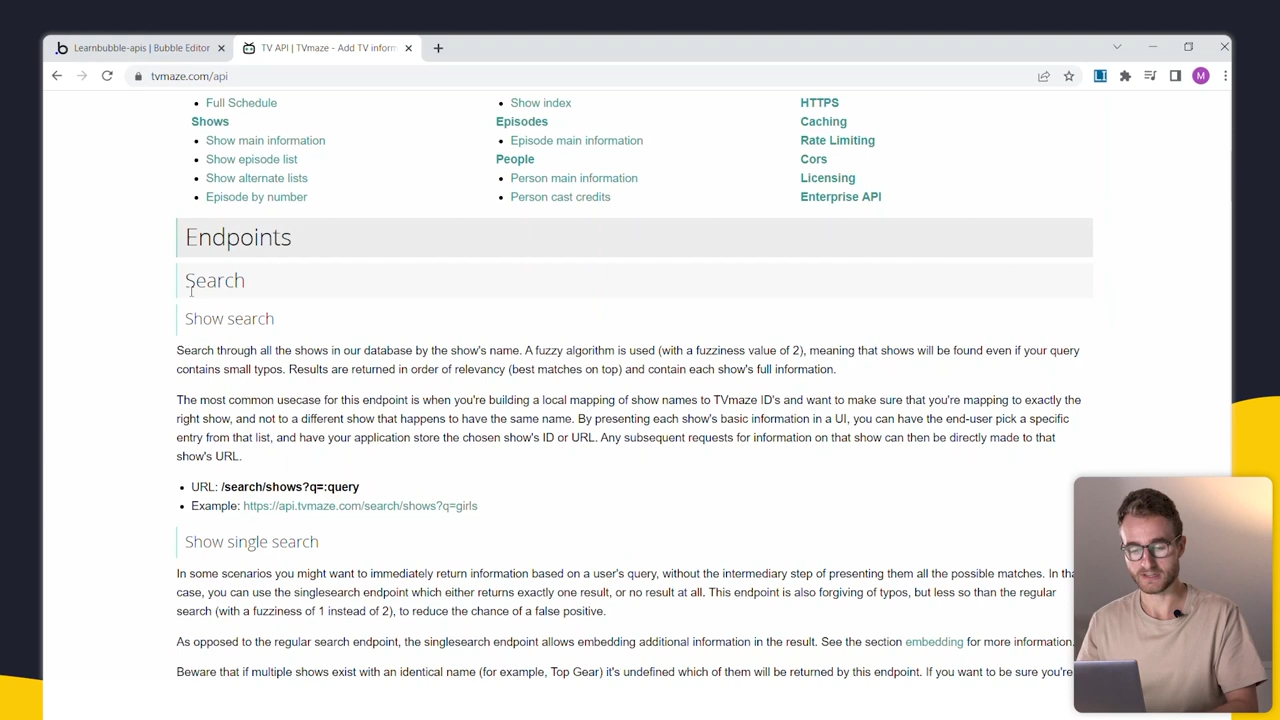 Learnbubble-apis | Bubble Editor
TV API | TVmaze - Add TV inform
tvmaze.com/api
M
Full Schedule
Shows
Show main information
Show episode list
Show alternate lists
Episode by number
Show index
Episodes
Episode main information
People
Person main information
Person cast credits
HTTPS
Caching
Rate Limiting
Cors
Licensing
Enterprise API
Endpoints
Search
Show search
Search through all the shows in our database by the show's name. A fuzzy algorithm is used (with a fuzziness value of 2), meaning that shows will be found even if your query
contains small typos. Results are returned in order of relevancy (best matches on top) and contain each show's full information.
The most common usecase for this endpoint is when you're building a local mapping of show names to TVmaze ID's and want to make sure that you're mapping to exactly the
right show, and not to a different show that happens to have the same name. By presenting each show's basic information in a UI, you can have the end-user pick a specific
entry from that list, and have your application store the chosen show's ID or URL. Any subsequent requests for information on that show can then be directly made to that
show's URL.
URL: /search/shows?q=:query
Example: https://api.tvmaze.com/search/shows?q=girls
Show single search
In some scenarios you might want to immediately return information based on a user's query, without the intermediary step of presenting them all the possible matches. In tha
case, you can use the singlesearch endpoint which either returns exactly one result, or no result at all. This endpoint is also forgiving of typos, but less so than the regular
search (with a fuzziness of 1 instead of 2), to reduce the chance of a false positive.
As opposed to the regular search endpoint, the singlesearch endpoint allows embedding additional information in the result. See the section embedding for more information.
Beware that if multiple shows exist with an identical name (for example, Top Gear) it's undefined which of them will be returned by this endpoint. If you want to be sure you're